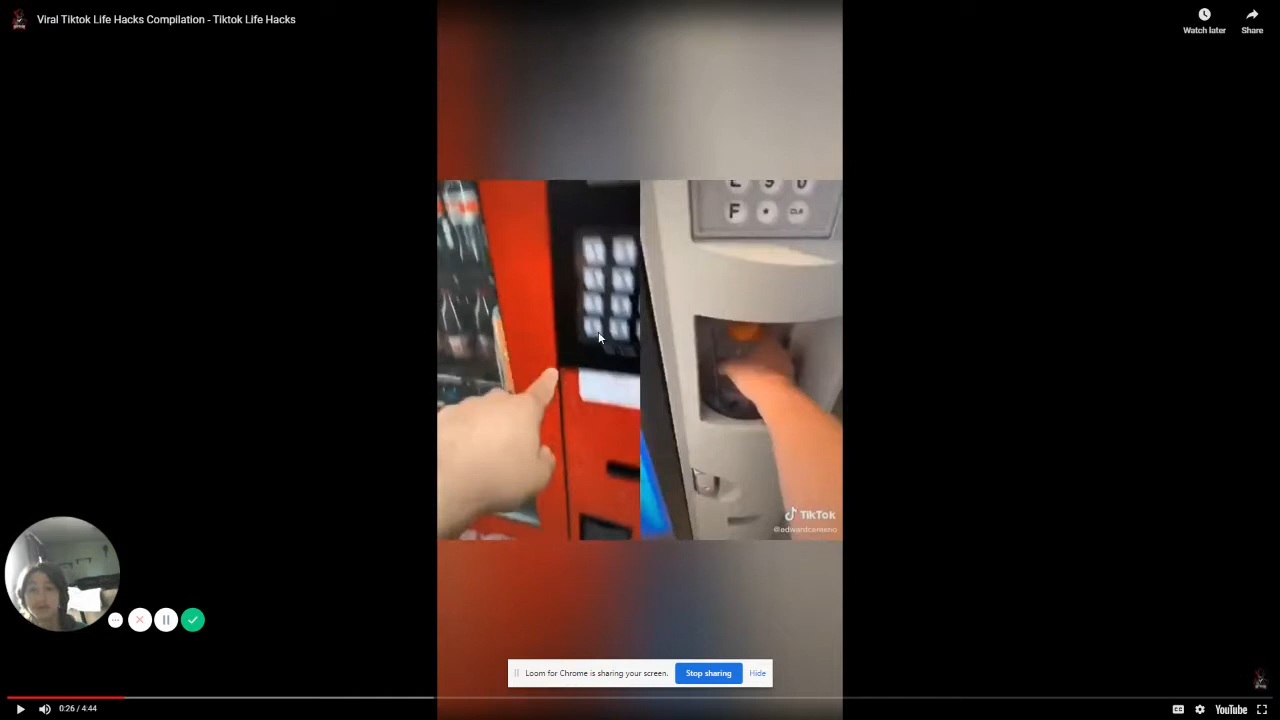 Viral Tiktok Life Hacks Compilation - Tiktok Life Hacks
Watch later
Share
F * CLR
TikTok
Loom for Chrome is sharing your screen.
Stop sharing
Hide
0:26 / 4:44
YouTube